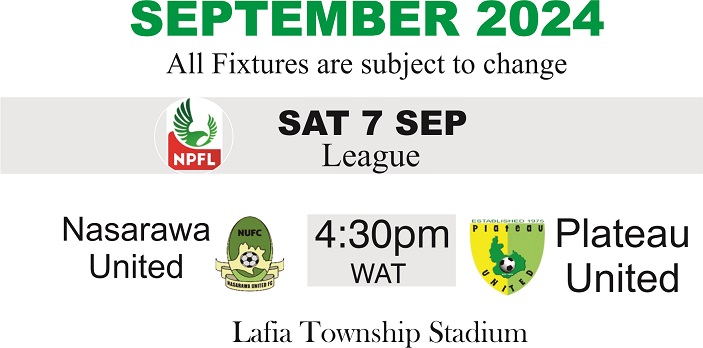 SEPTEMBER 2024
All Fixtures are subject to change
NPFL
SAT 7 SEP
League
Nasarawa
United
NUFC
NASARAWA UNITED FC
4:30pm
WAT
ESTABLISHED 1975
Plateau
UNITED
Plateau
United
Lafia Township Stadium